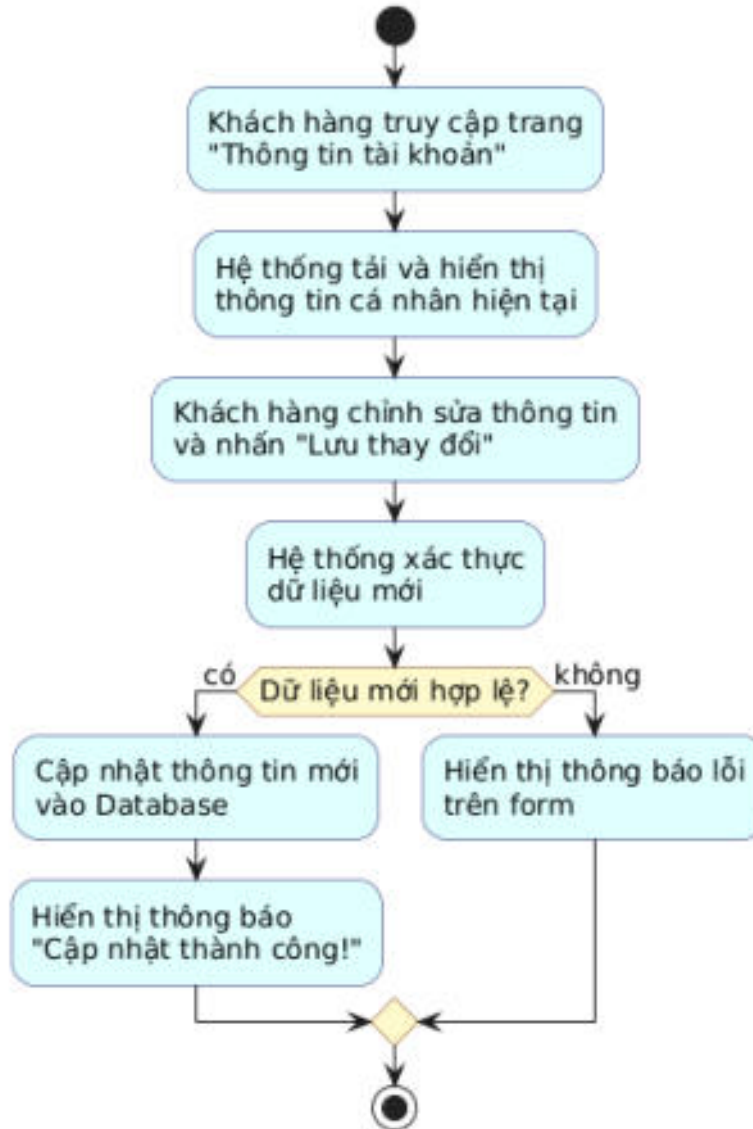 Khách hàng truy cập trang
"Thông tin tài khoản"
Hệ thống tải và hiển thị
thông tin cá nhân hiện tại
Khách hàng chỉnh sửa thông tin
và nhấn "Lưu thay đổi"
Hệ thống xác thực
dữ liệu mới
có
Dữ liệu mới hợp lệ?
không
Cập nhật thông tin mới
vào Database
Hiển thị thông báo lỗi
trên form
Hiển thị thông báo
"Cập nhật thành công!"